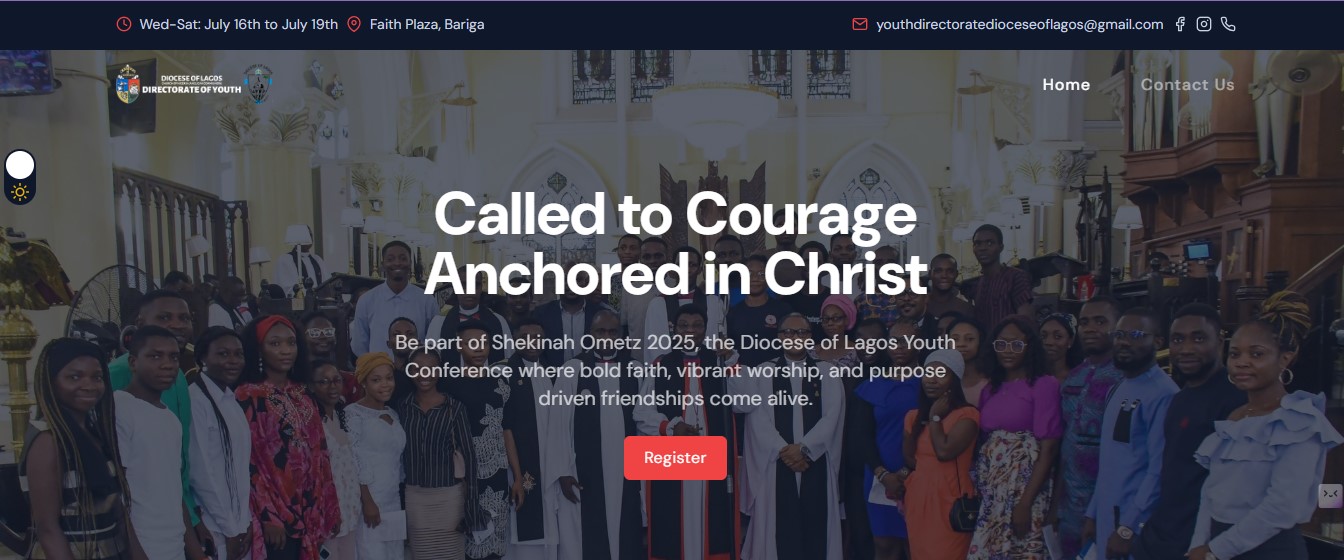 Wed-Sat: July 16th to July 19th
Faith Plaza, Bariga
youthdirectoratedioceseoflagos@gmail.com
DIOCESE OF LAGOS
DIRECTORATE OF YOUTH
Home
Contact Us
Called to Courage
Anchored in Christ
Be part of Shekinah Ometz 2025, the Diocese of Lagos Youth
Conference where bold faith, vibrant worship, and purpose
driven friendships come alive.
Register